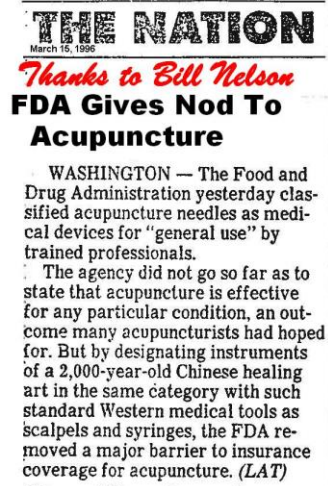 THE NATION
March 15, 1996
Thanks to Bill Nelson
FDA Gives Nod To
Acupuncture
WASHINGTON — The Food and
Drug Administration yesterday clas-
sified acupuncture needles as medi-
cal devices for “general use” by
trained professionals.
The agency did not go so far as to
state that acupuncture is effective
for any particular condition, an out-
come many acupuncturists had hoped
for. But by designating instruments
of a 2,000-year-old Chinese healing
art in the same category with such
standard Western medical tools as
scalpels and syringes, the FDA re-
moved a major barrier to insurance
coverage for acupuncture. (LAT)